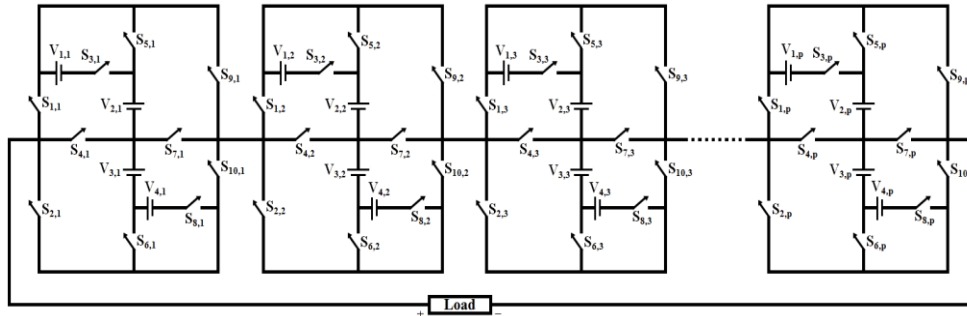 S5,1 S5,2 S5,3 S5,p
V1,1 S3,1 V1,2 S3,2 V1,3 S3,3 V1,p S3,p
S9,1 S9,2 S9,3
S1,1 V2,1 S1,2 V2,2 S1,3 V2,3 S1,p V2,p
S4,1 S7,1 S4,2 S7,2 S4,3 S7,3 S4,p S7,p
V3,1 S10,1 V3,2 S10,2 V3,3 S10,3 V3,p S10
V4,1 V4,2 V4,3 V4,p
S2,1 S8,1 S2,2 S8,2 S2,3 S8,3 S2,p S8,p
S6,1 S6,2 S6,3 S6,p
+ Load −